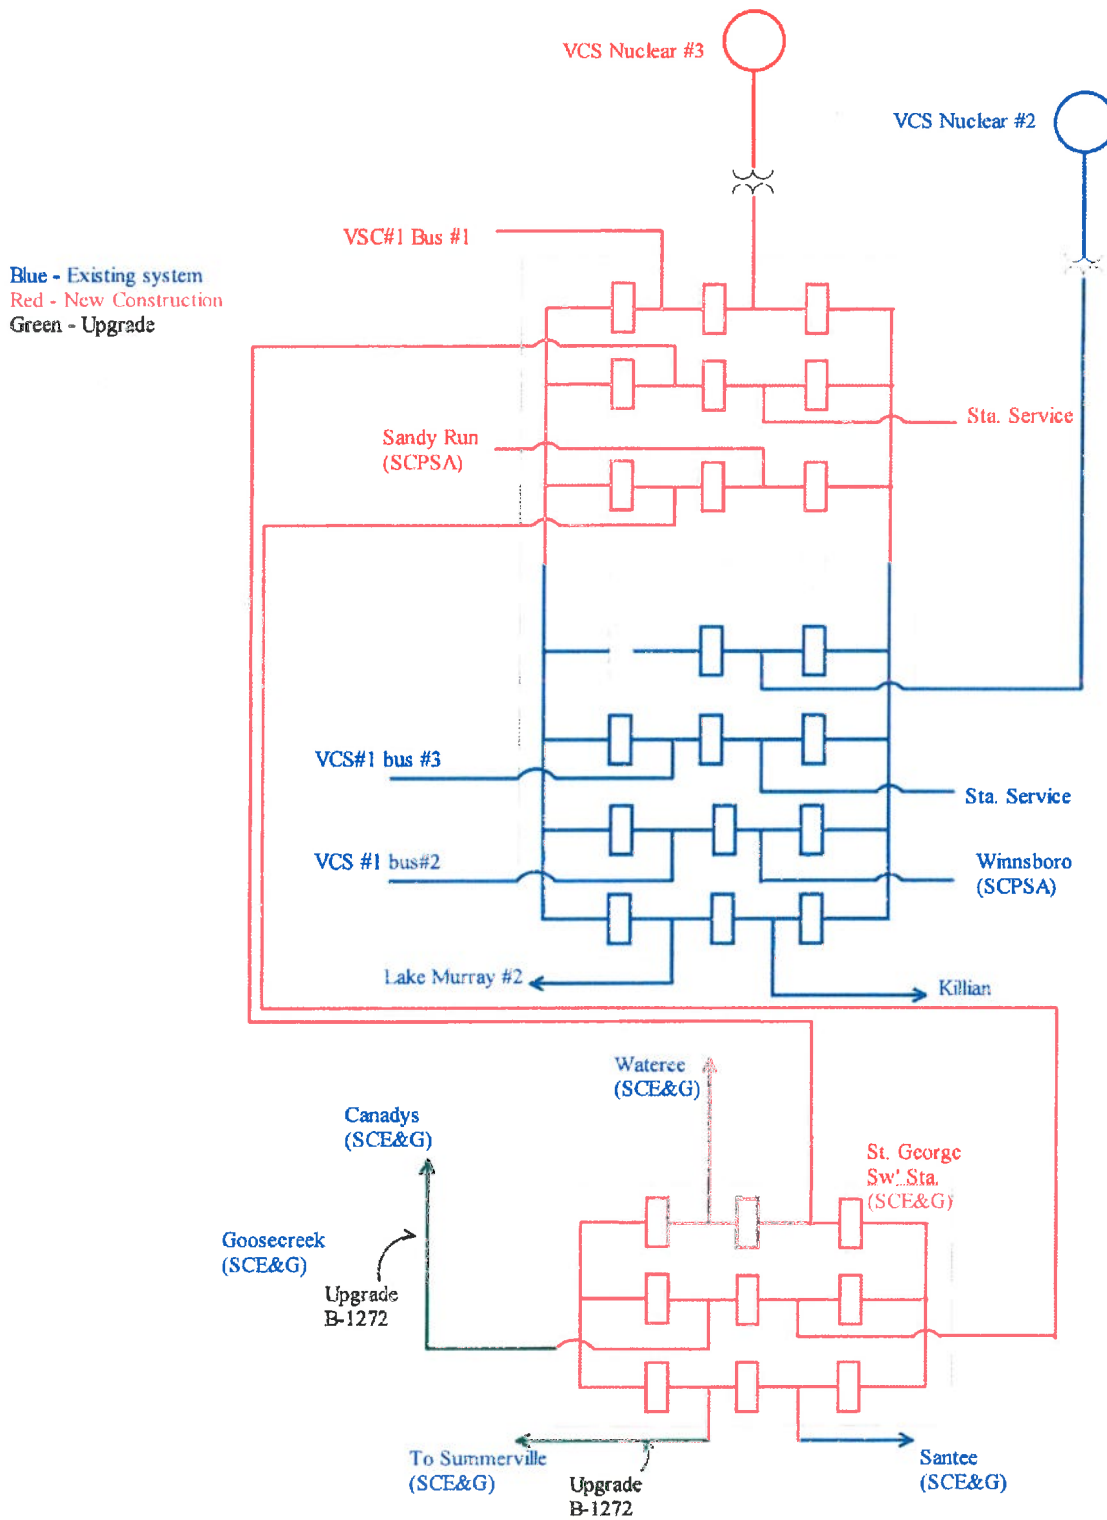 VCS Nuclear #3
VCS Nuclear #2
VSC#1 Bus #1
Blue - Existing system
Red - New Construction
Green - Upgrade
Sta. Service
Sandy Run
(SCPSA)
VCS#1 bus #3
Sta. Service
VCS #1 bus#2
Winnsboro
(SCPSA)
Lake Murray #2
Killian
Wateree
(SCE&G)
Canadys
(SCE&G)
St. George
Sw' Sta.
(SCE&G)
Goosecreek
(SCE&G)
Upgrade
B-1272
To Summerville
(SCE&G)
Upgrade
B-1272
Santee
(SCE&G)